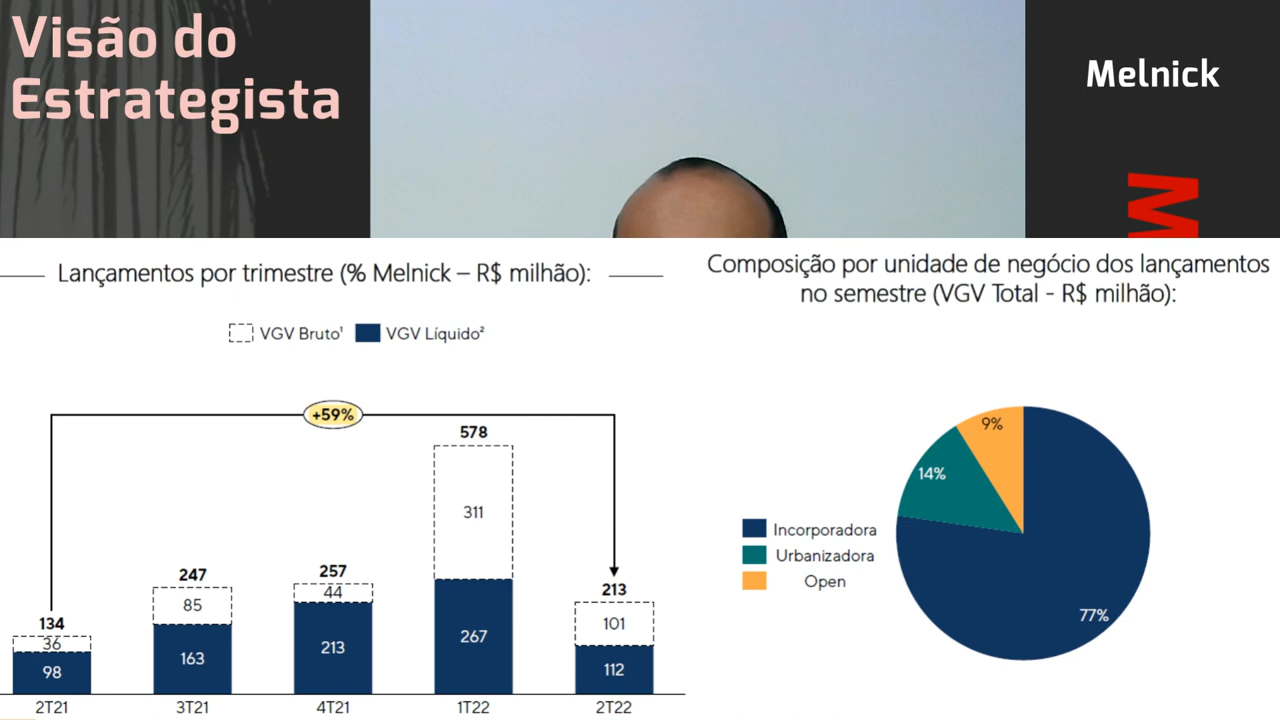 Visão do
Estrategista
Melnick
M
Lançamentos por trimestre (% Melnick – R$ milhão):
VGV Bruto¹ VGV Líquido²
+59%
134
36
98
2T21
247
85
163
3T21
257
44
213
4T21
578
311
267
1T22
213
101
112
2T22
Composição por unidade de negócio dos lançamentos
no semestre (VGV Total - R$ milhão):
Incorporadora
Urbanizadora
Open
9%
14%
77%